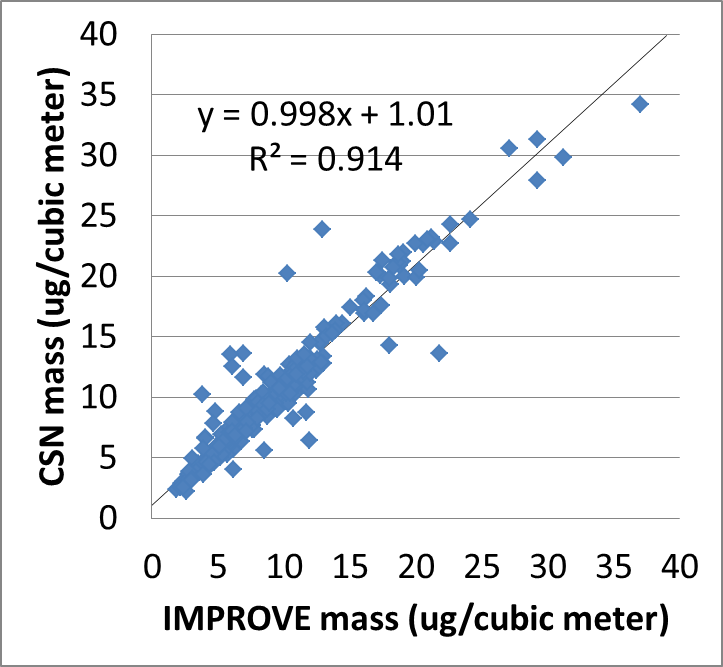 CSN mass (ug/cubic meter)
40
35
30
25
20
15
10
5
0
y = 0.998x + 1.01
R² = 0.914
0 5 10 15 20 25 30 35 40
IMPROVE mass (ug/cubic meter)